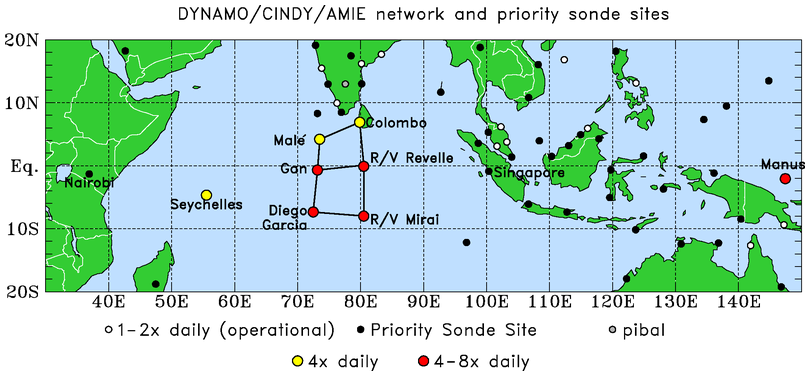 DYNAMO/CINDY/AMIE network and priority sonde sites
20N
10N
Eq.
10S
20S
Colombo
Malé
R/V Revelle
Gan
Singapore
Manus
Nairobi
Seychelles
Diego
Garcia
R/V Mirai
40E 50E 60E 70E 80E 90E 100E 110E 120E 130E 140E
1-2x daily (operational) Priority Sonde Site pibal
4x daily 4-8x daily